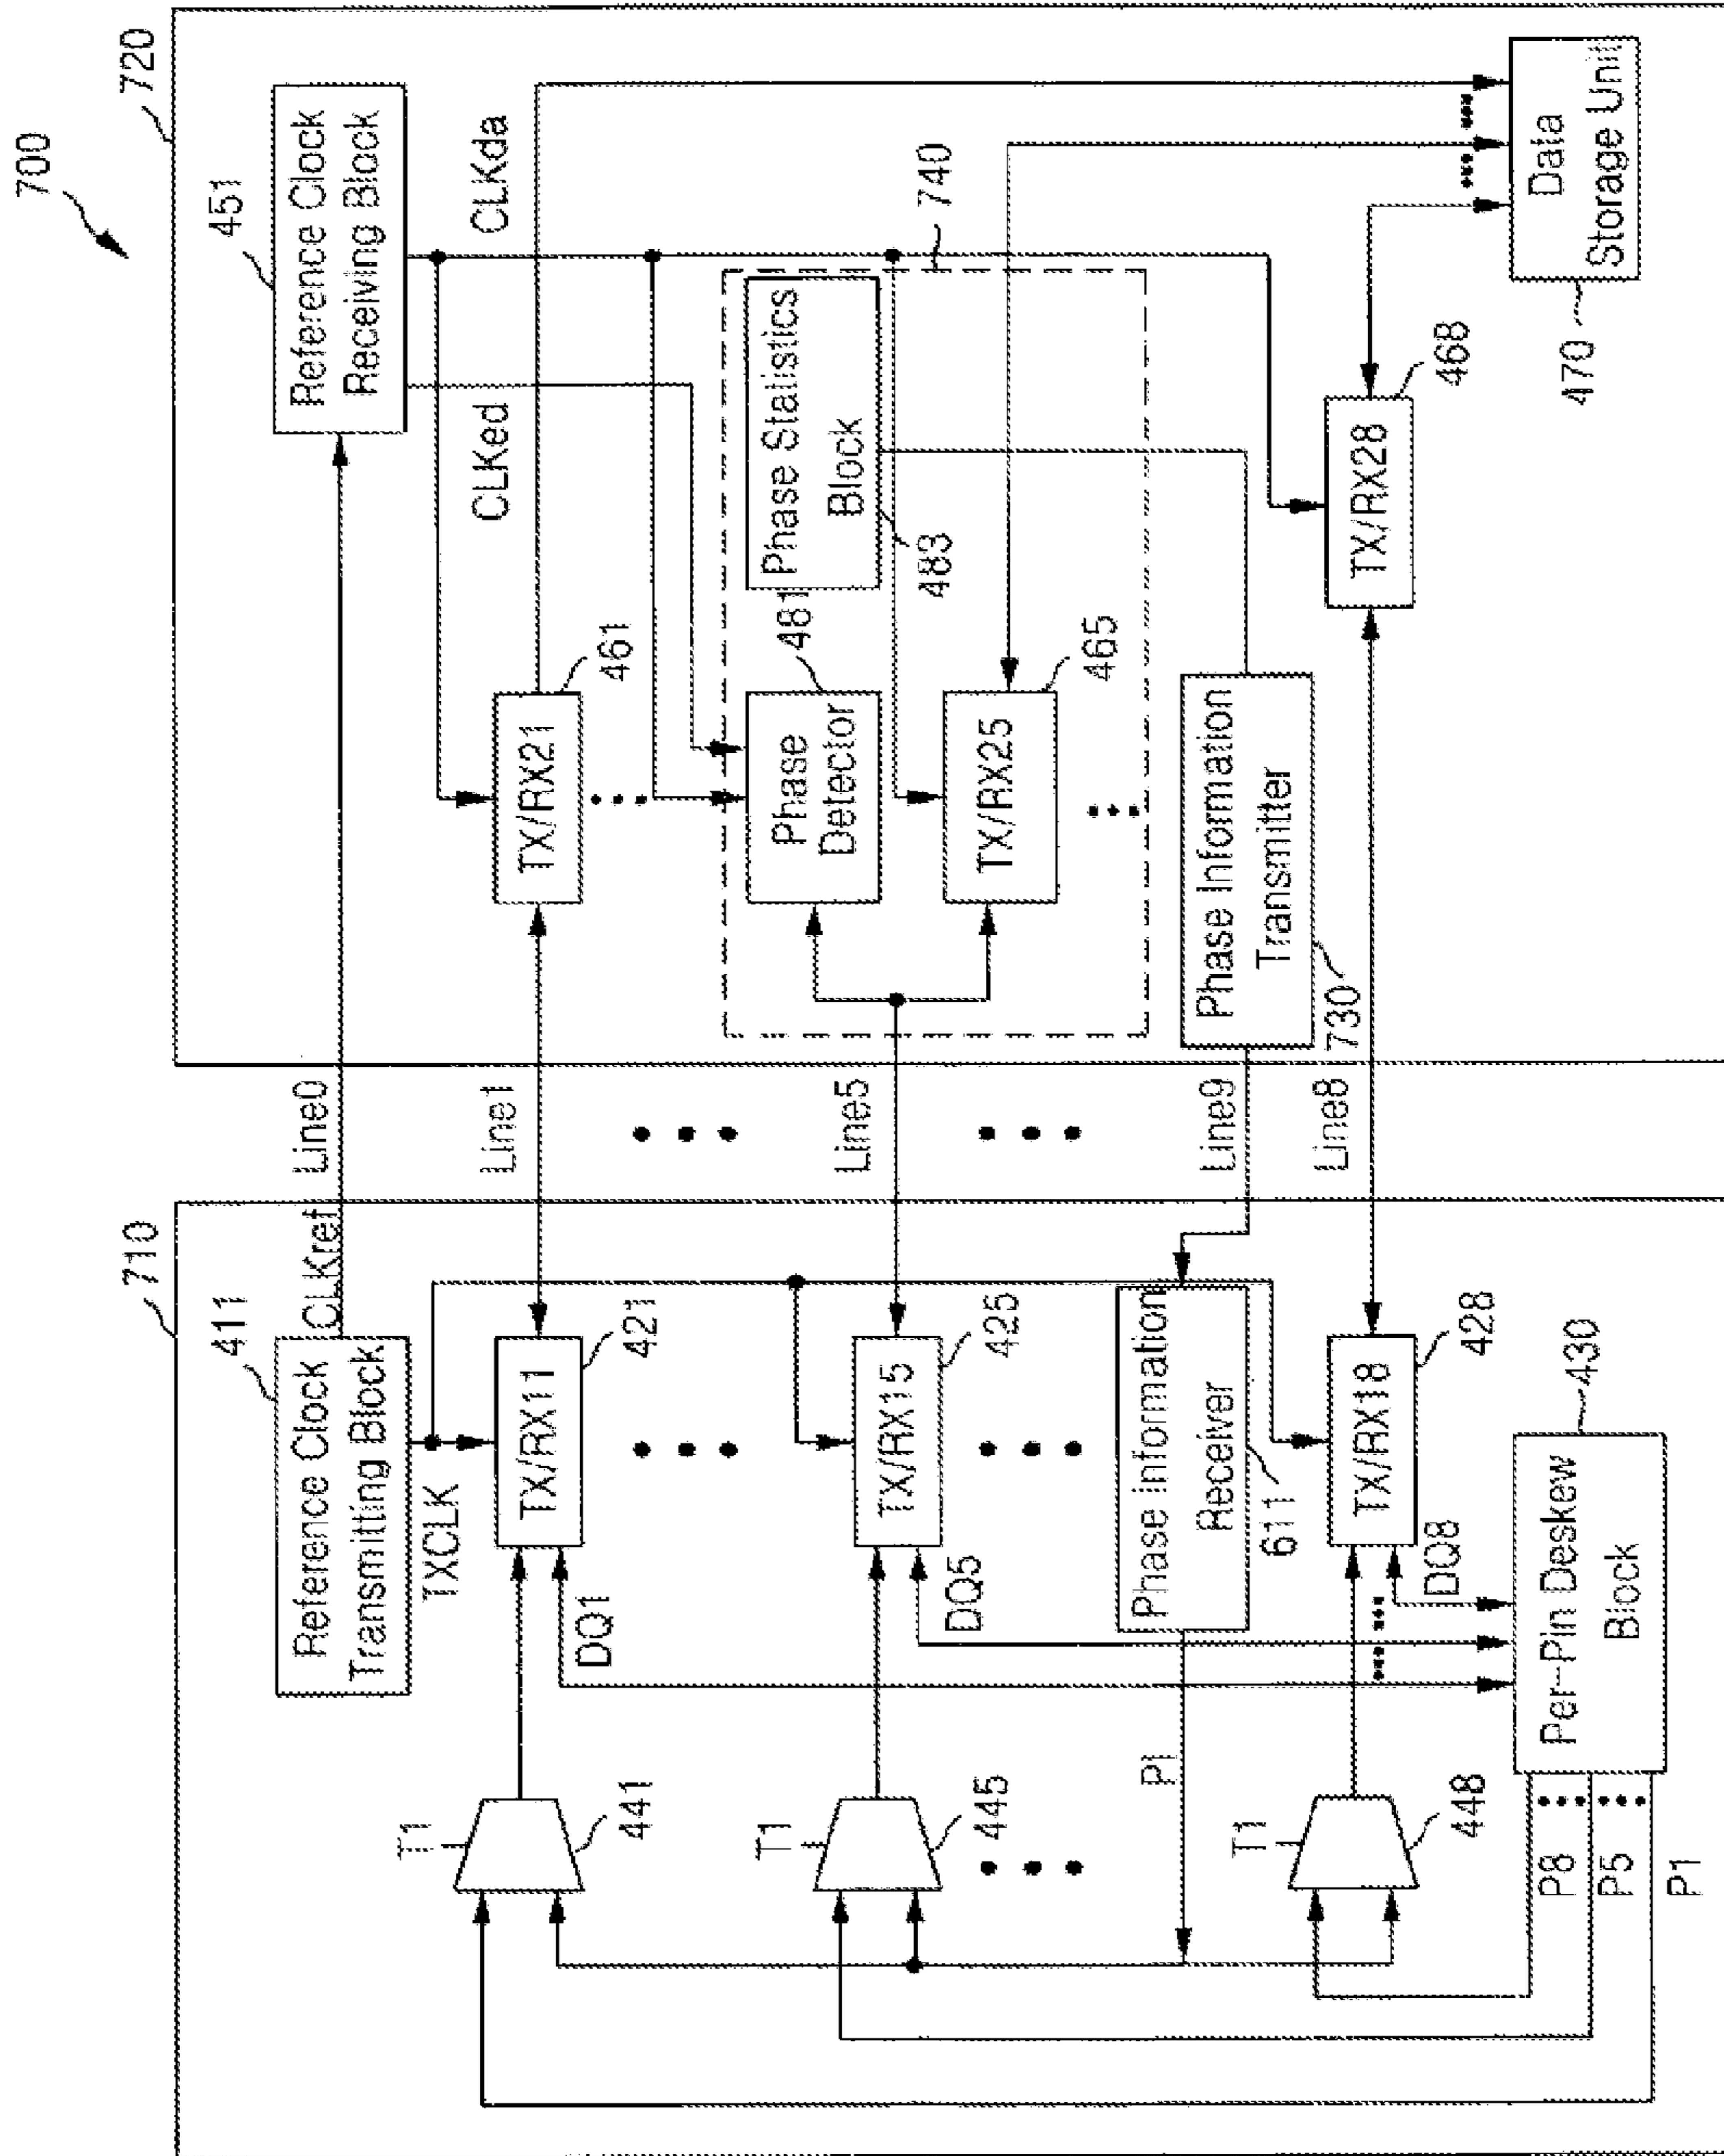 700
710
720
411
Reference Clock
Transmitting Block
CLKref
Line0
451
Reference Clock
Receiving Block
TXCLK
CLKed
CLKda
T1
441
TX/RX11
421
DQ1
Line1
TX/RX21
461
740
Phase
Detector
481
Phase Statistics
Block
483
T1
445
TX/RX15
425
DQ5
Line5
TX/RX25
465
PI
Phase Information
Receiver
611
Line9
Phase Information
Transmitter
730
T1
448
TX/RX18
428
DQ8
Line8
TX/RX28
468
P8
P5
P1
Per-Pin Deskew
Block
430
Data
Storage Unit
470